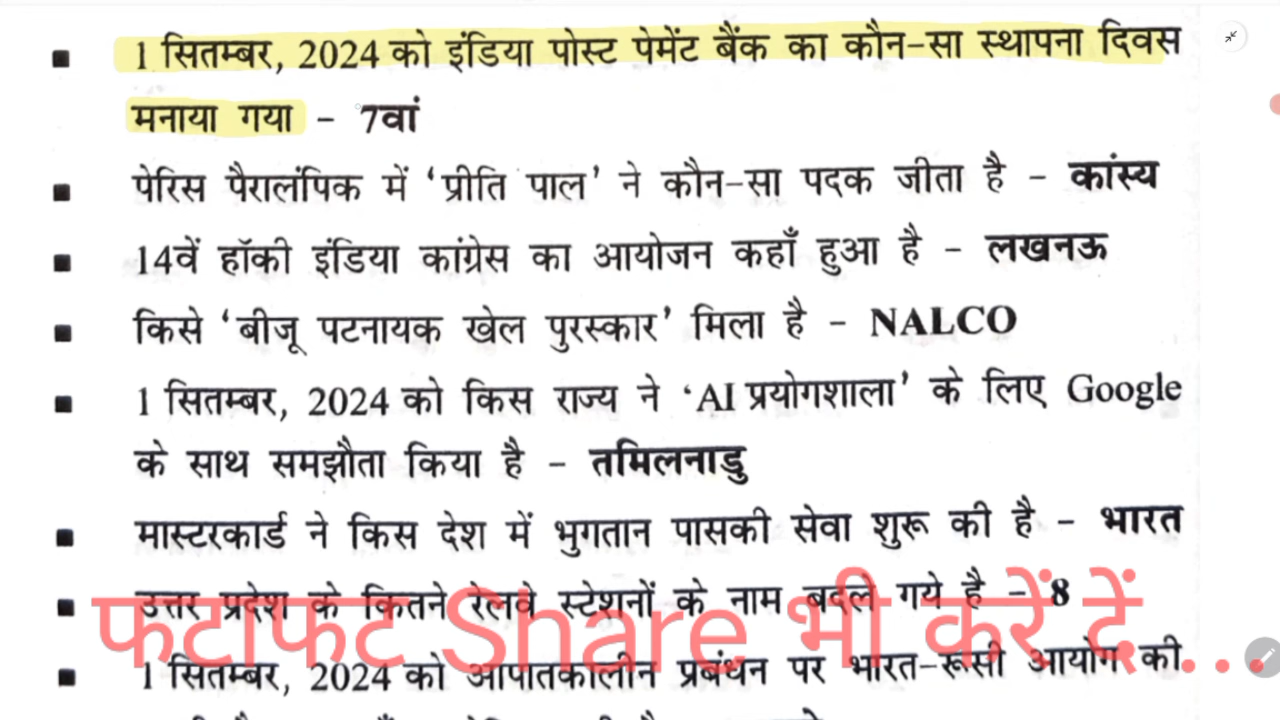 ▪ 1 सितम्बर, 2024 को इंडिया पोस्ट पेमेंट बैंक का कौन-सा स्थापना दिवस
मनाया गया - 7वां
▪ पेरिस पैरालंपिक में ‘प्रीति पाल’ ने कौन-सा पदक जीता है - कांस्य
▪ 14वें हॉकी इंडिया कांग्रेस का आयोजन कहाँ हुआ है - लखनऊ
▪ किसे ‘बीजू पटनायक खेल पुरस्कार’ मिला है - NALCO
▪ 1 सितम्बर, 2024 को किस राज्य ने ‘AI प्रयोगशाला’ के लिए Google
के साथ समझौता किया है - तमिलनाडु
▪ मास्टरकार्ड ने किस देश में भुगतान पासकी सेवा शुरू की है - भारत
▪ उत्तर प्रदेश के कितने रेलवे स्टेशनों के नाम बदले गये है - 8
फटाफट Share भी करें दें...
▪ 1 सितम्बर, 2024 को आपातकालीन प्रबंधन पर भारत-रूसी आयोग की